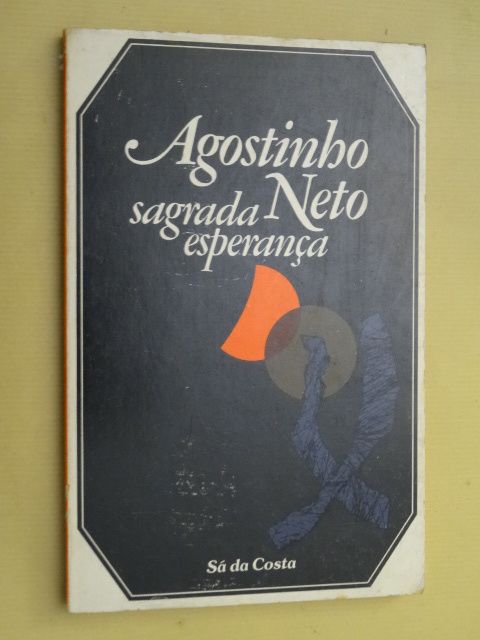 Agostinho
Neto
sagrada
esperança
Sá da Costa